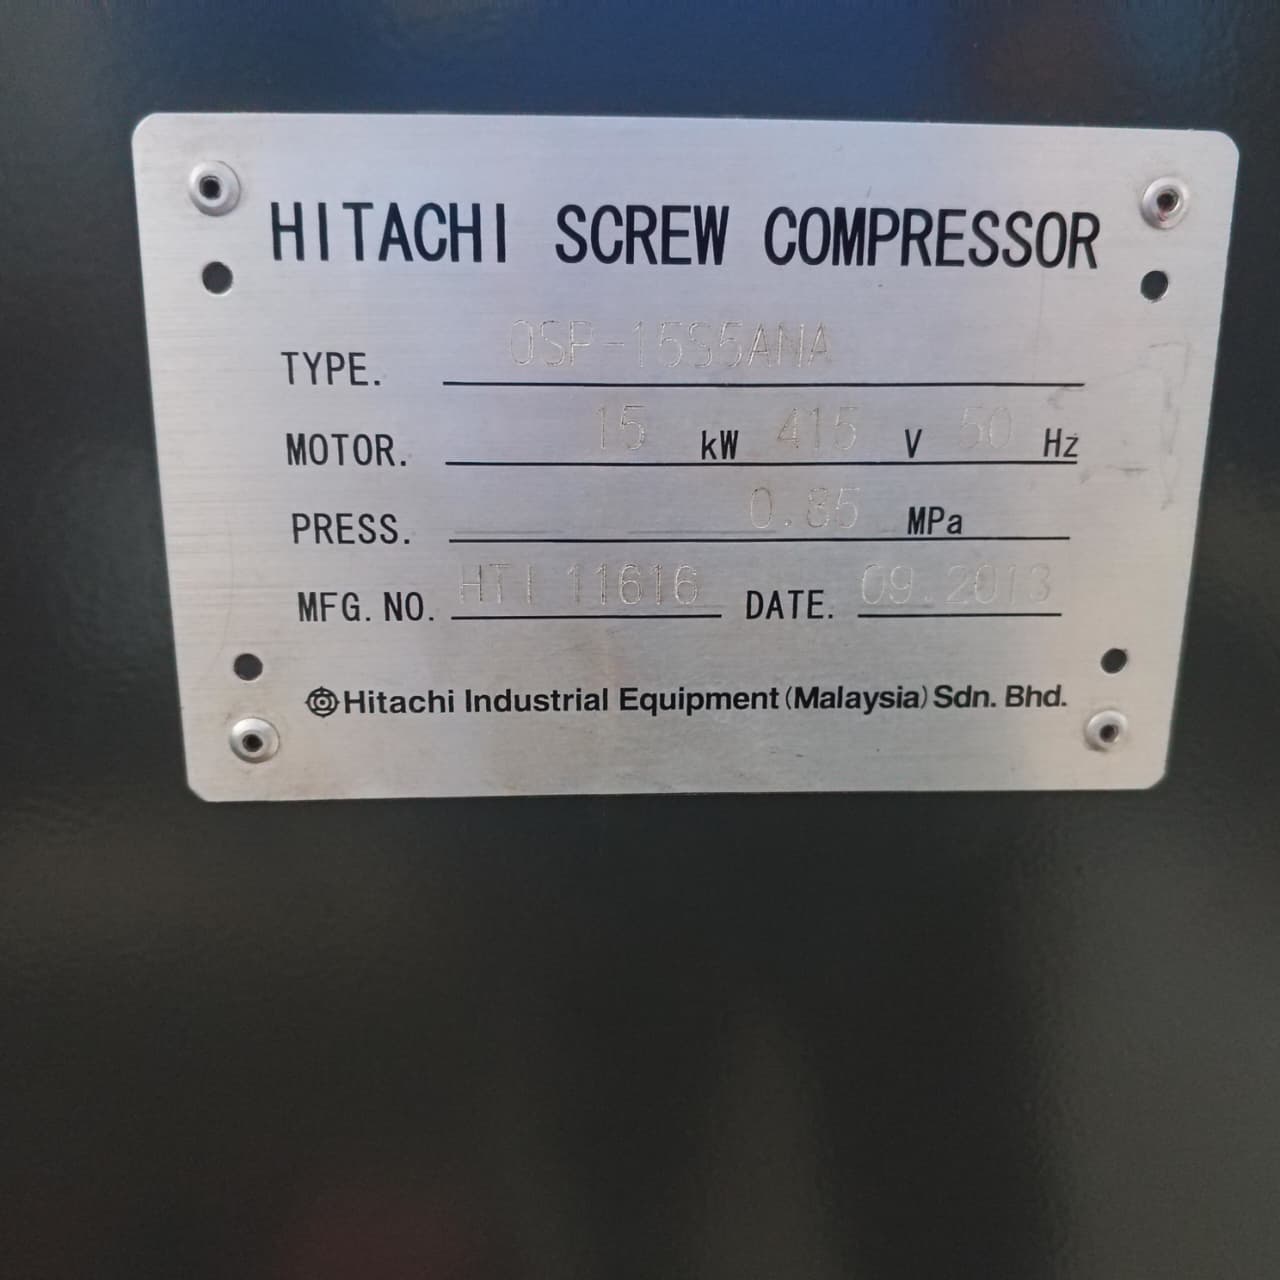 HITACHI SCREW COMPRESSOR
TYPE. OSP-15S5ANA
MOTOR. 15 kW 415 V 50 Hz
PRESS. 0.85 MPa
MFG. NO. HTI 11616 DATE. 09.2013
Hitachi Industrial Equipment (Malaysia) Sdn. Bhd.